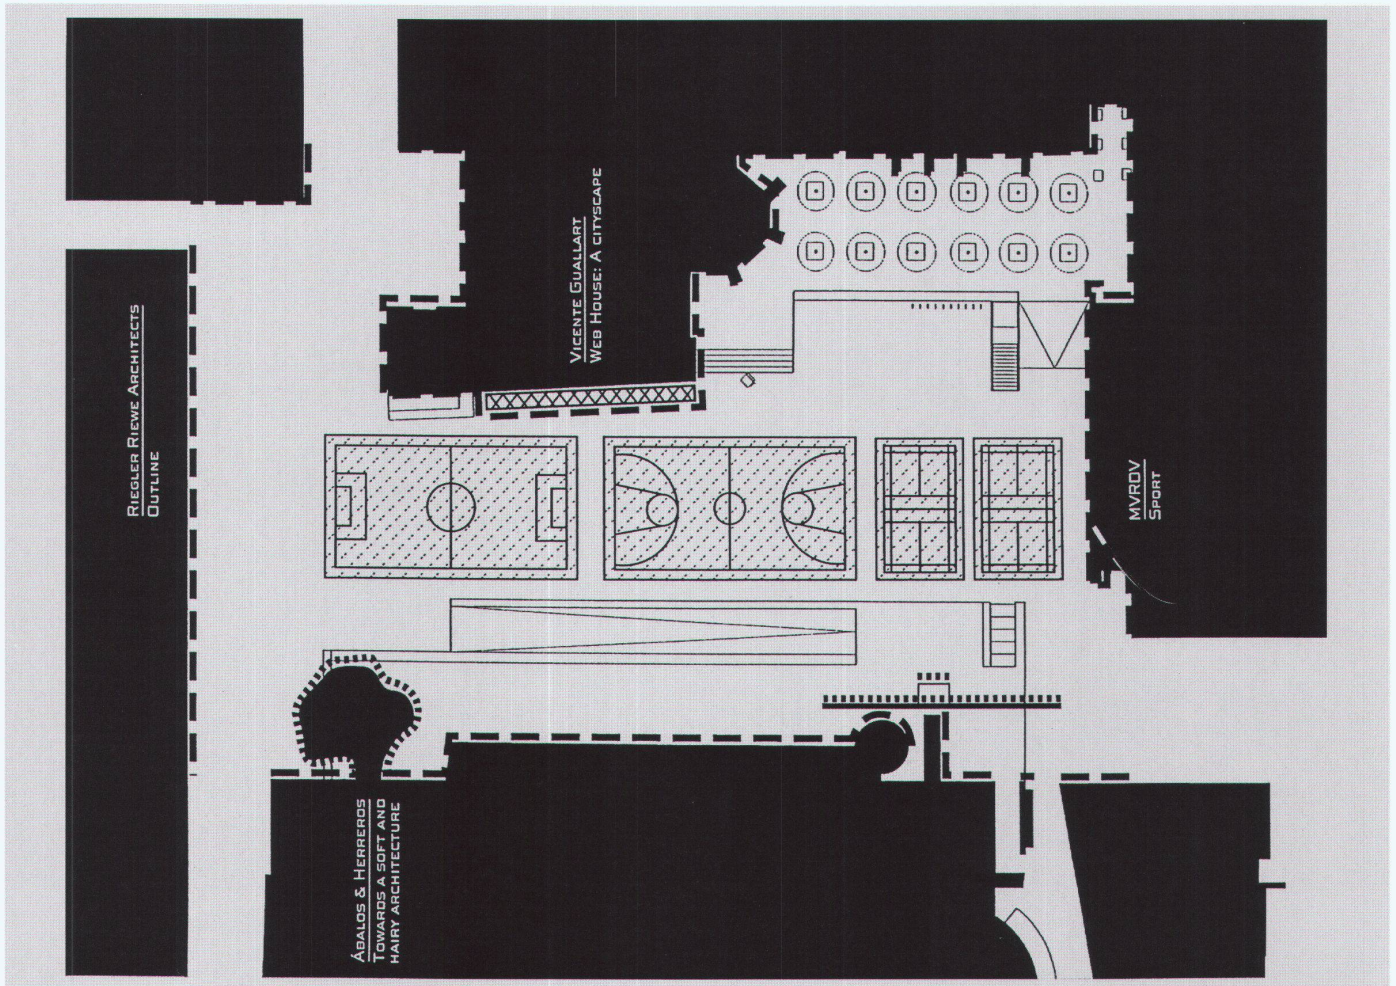 RIEGLER RIEWE ARCHITECTS
OUTLINE
VICENTE GUALLART
WEB HOUSE: A CITYSCAPE
MVRDV
SPORT
ÁBALOS & HERREROS
TOWARDS A SOFT AND
HAIRY ARCHITECTURE